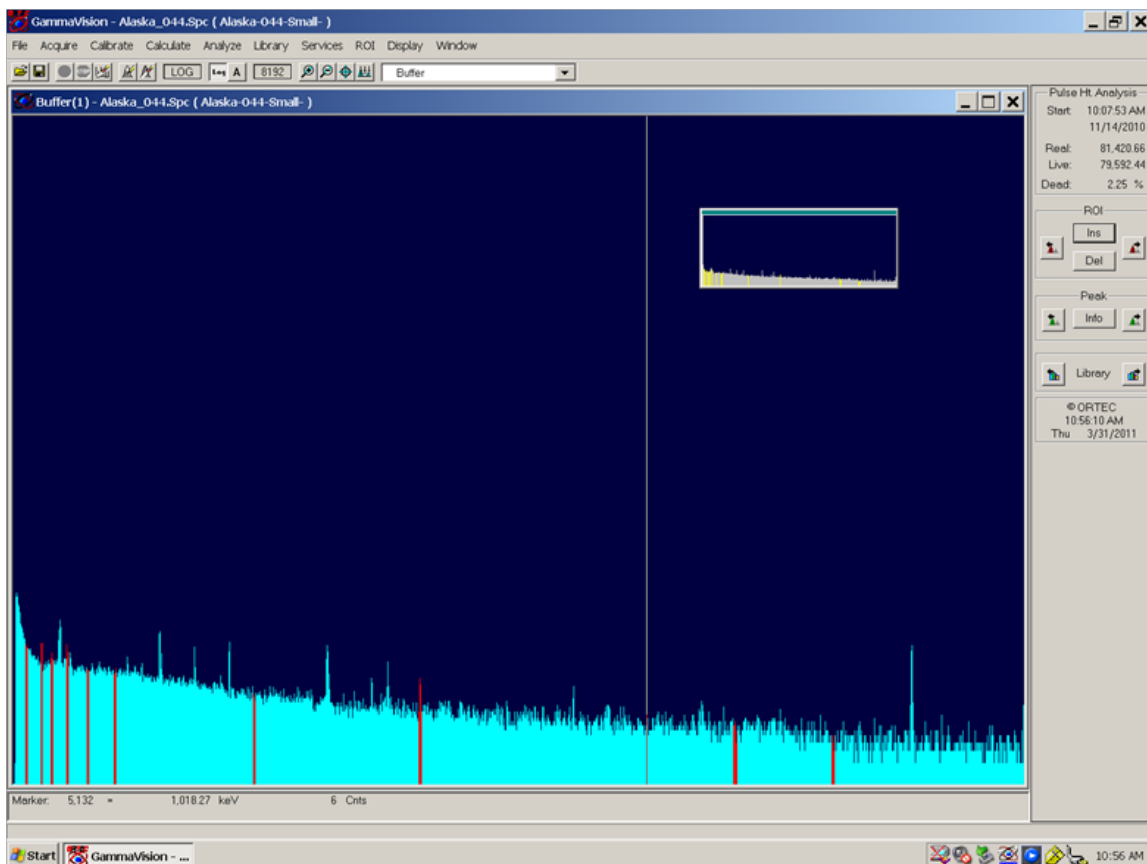 GammaVision - Alaska_044.Spc ( Alaska-044-Small- )
File Acquire Calibrate Calculate Analyze Library Services ROI Display Window
LOG Log A 8192 Buffer
Buffer(1) - Alaska_044.Spc ( Alaska-044-Small- )
Pulse Ht. Analysis
Start: 10:07:53 AM
11/14/2010
Real: 81,420.66
Live: 79,592.44
Dead: 2.25 %
ROI
Ins
Del
Peak
Info
Library
© ORTEC
10:56:10 AM
Thu 3/31/2011
Marker: 5,132 = 1,018.27 keV 6 Cnts
Start GammaVision - ... 10:56 AM